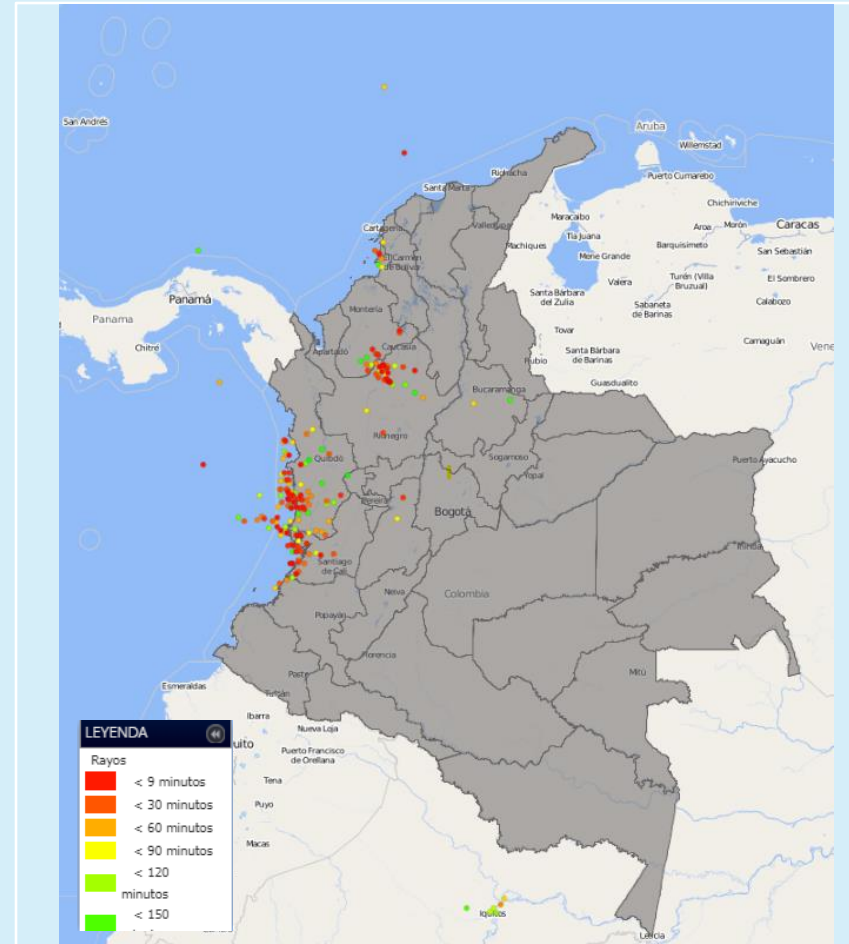 San Andrés
Aruba
Willemstad
Riohacha
Puerto Cumarebo
Santa Marta
Chichiriviche
Maracaibo
Cartagena
Valledupar
Aroa
Morón
Caracas
Tia Juana
Machiques
Barquisimeto
San Sebastián
El Carmen
de Bolívar
Mene Grande
Turén (Villa
Bruzual)
Valera
El Sombrero
Panamá
Santa Bárbara
del Zulia
Sabaneta
de Barinas
Calabozo
Montería
Panama
Tovar
Camaguán
Chitré
Apartadó
Caucasia
Santa Bárbara
de Barinas
Vene
Rubio
Guasdualito
Bucaramanga
Rionegro
Quibdó
Sogamoso
Puerto Ayacucho
Yopal
Pereira
Bogotá
Santiago
de Cali
Neiva
Colombia
Popayán
Florencia
Mitú
Pasto
Esmeraldas
Tultán
Ibarra
LEYENDA
Nueva Loja
uito
Puerto Francisco
de Orellana
Rayos
< 9 minutos
Tena
< 30 minutos
Puyo
< 60 minutos
< 90 minutos
Macas
< 120
minutos
< 150
Iquitos
Leticia